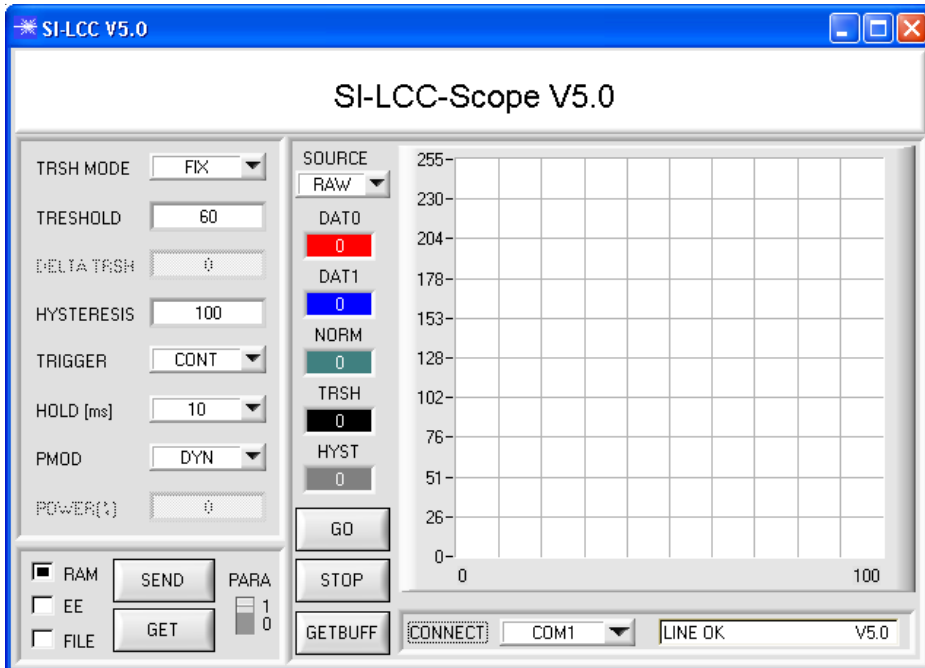 SI-LCC V5.0
SI-LCC-Scope V5.0
TRSH MODE FIX
TRESHOLD 60
DELTA TRSH 0
HYSTERESIS 100
TRIGGER CONT
HOLD [ms] 10
PMOD DYN
POWER(%) 0
RAM
EE
FILE
SEND
GET
PARA
1
0
SOURCE
RAW
DAT0
0
DAT1
0
NORM
0
TRSH
0
HYST
0
GO
STOP
GETBUFF
255
230
204
178
153
128
102
76
51
26
0
0 100
CONNECT COM1 LINE OK V5.0